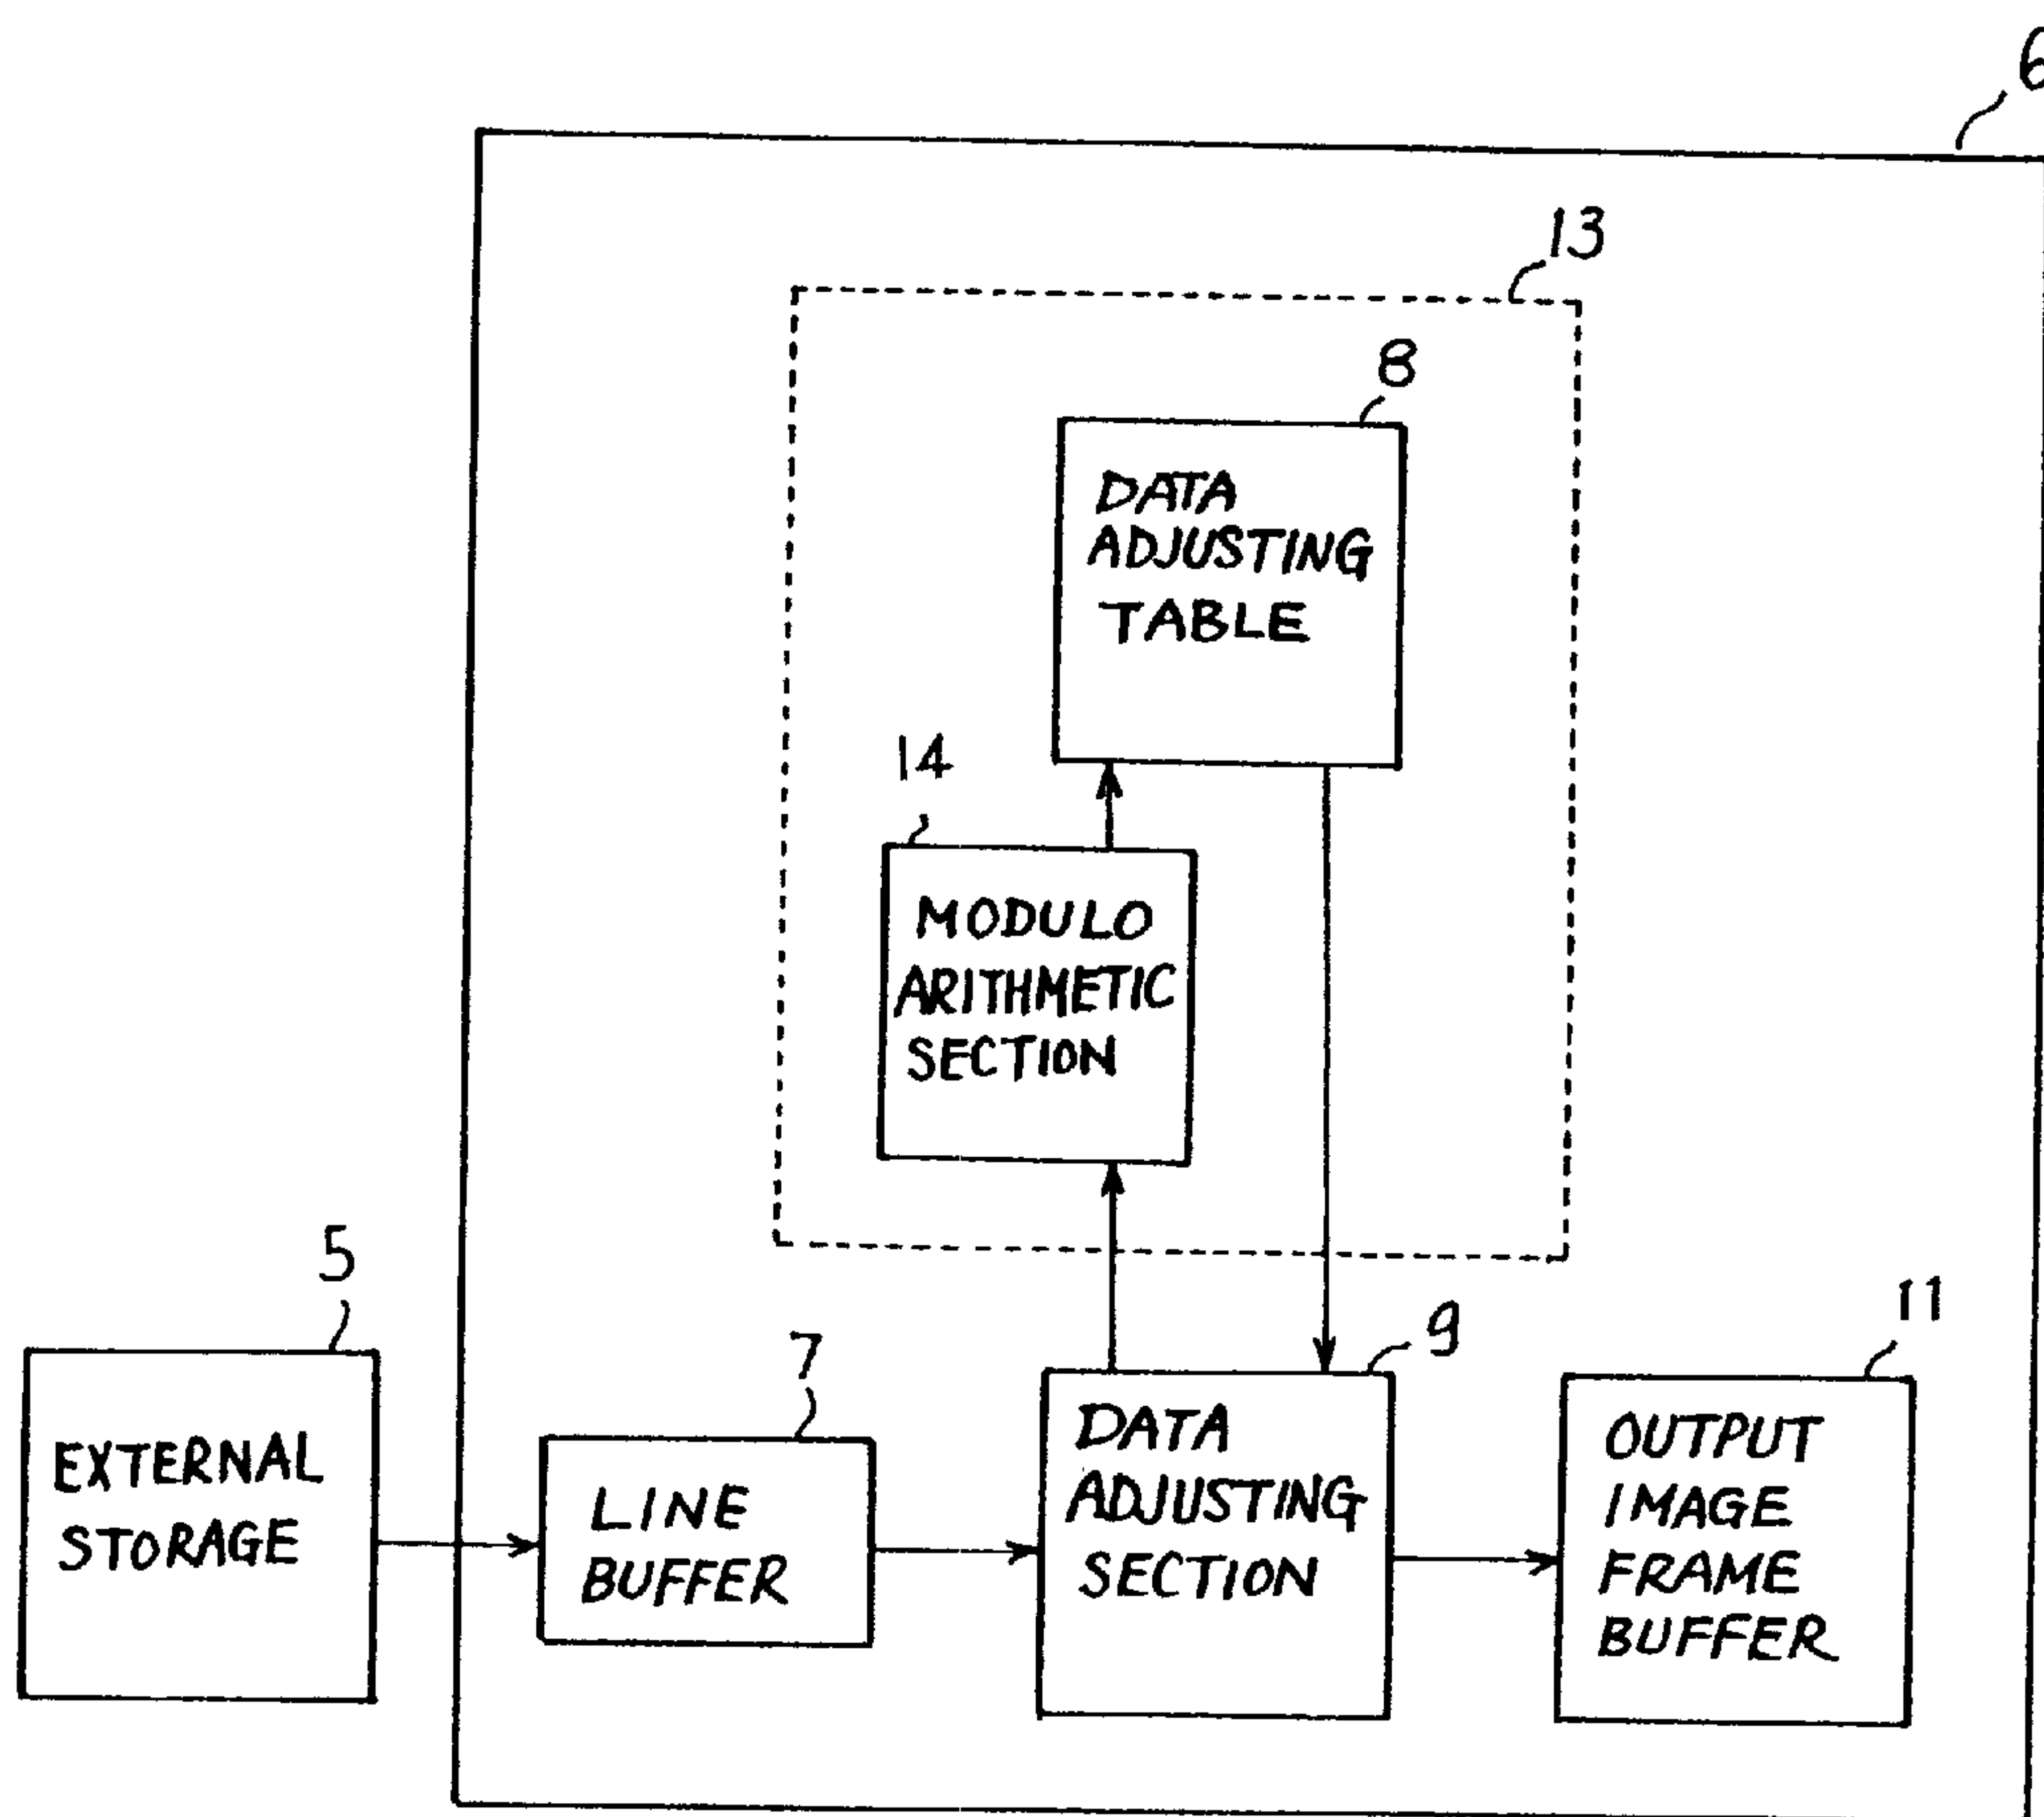 6
13
8
DATA
ADJUSTING
TABLE
14
MODULO
ARITHMETIC
SECTION
5
EXTERNAL
STORAGE
7
LINE
BUFFER
9
DATA
ADJUSTING
SECTION
11
OUTPUT
IMAGE
FRAME
BUFFER